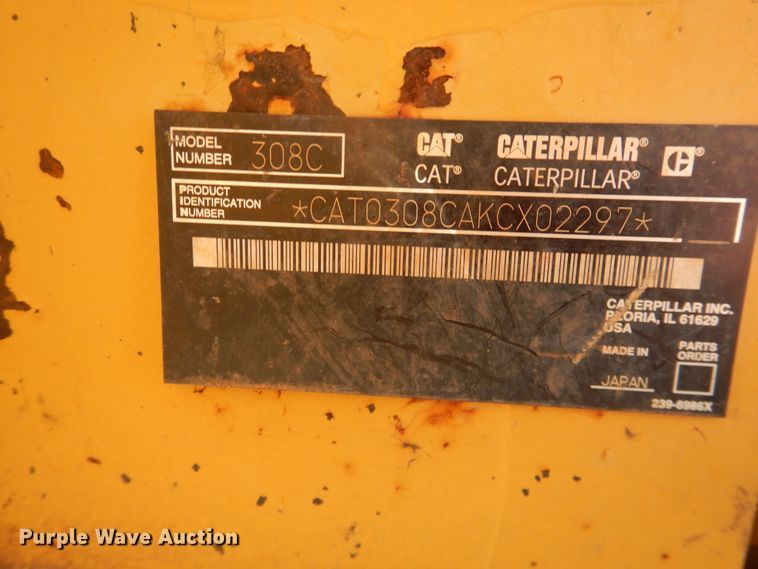 MODEL NUMBER 308C
CAT® CATERPILLAR® C®
CAT® CATERPILLAR®
PRODUCT IDENTIFICATION NUMBER *CAT0308CAKCX02297*
CATERPILLAR INC.
PEORIA, IL 61629
USA
MADE IN JAPAN
PARTS ORDER
239-6986X
Purple Wave Auction